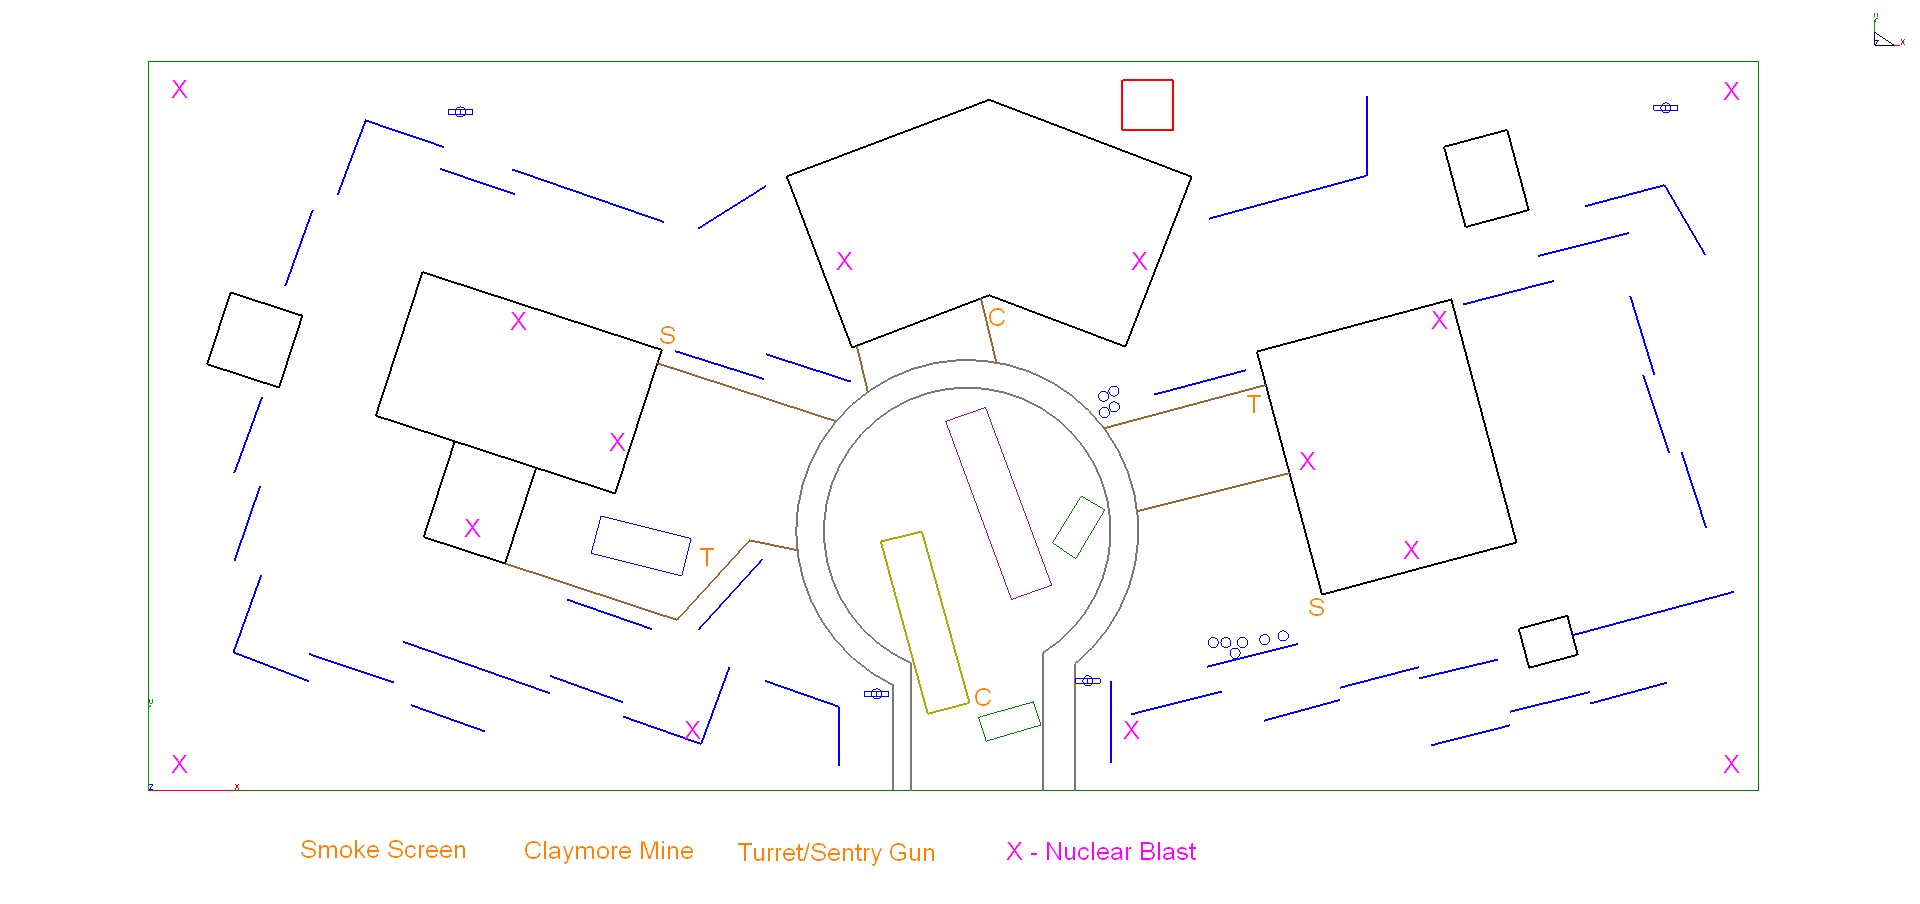 y
z x
X X
X X
X S C X
S
T
X X
X
T X
S
C
y
X X
X X
z x
Smoke Screen Claymore Mine Turret/Sentry Gun X - Nuclear Blast